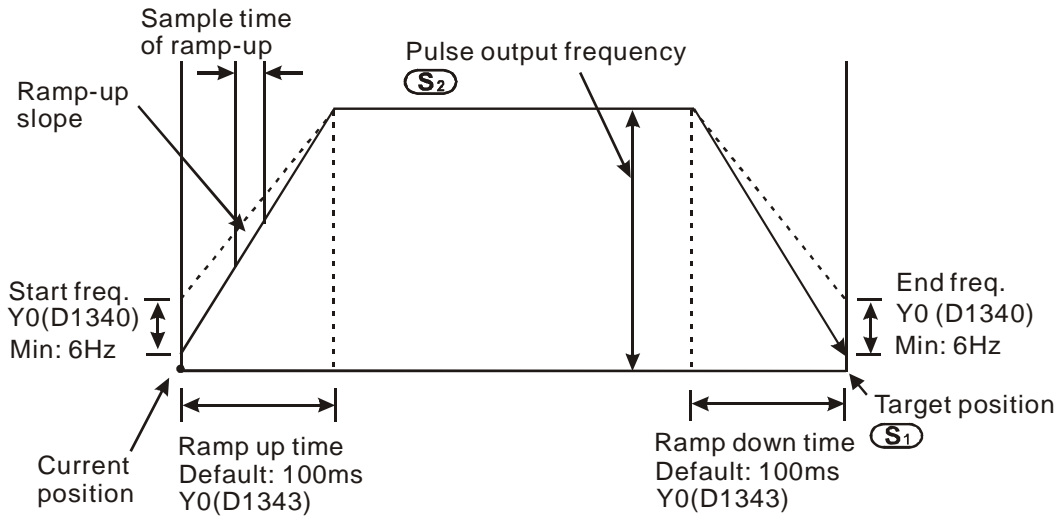 Sample time
of ramp-up
Pulse output frequency
S2
Ramp-up
slope
Start freq.
Y0(D1340)
Min: 6Hz
End freq.
Y0 (D1340)
Min: 6Hz
Current
position
Ramp up time
Default: 100ms
Y0(D1343)
Ramp down time
Default: 100ms
Y0(D1343)
Target position
S1